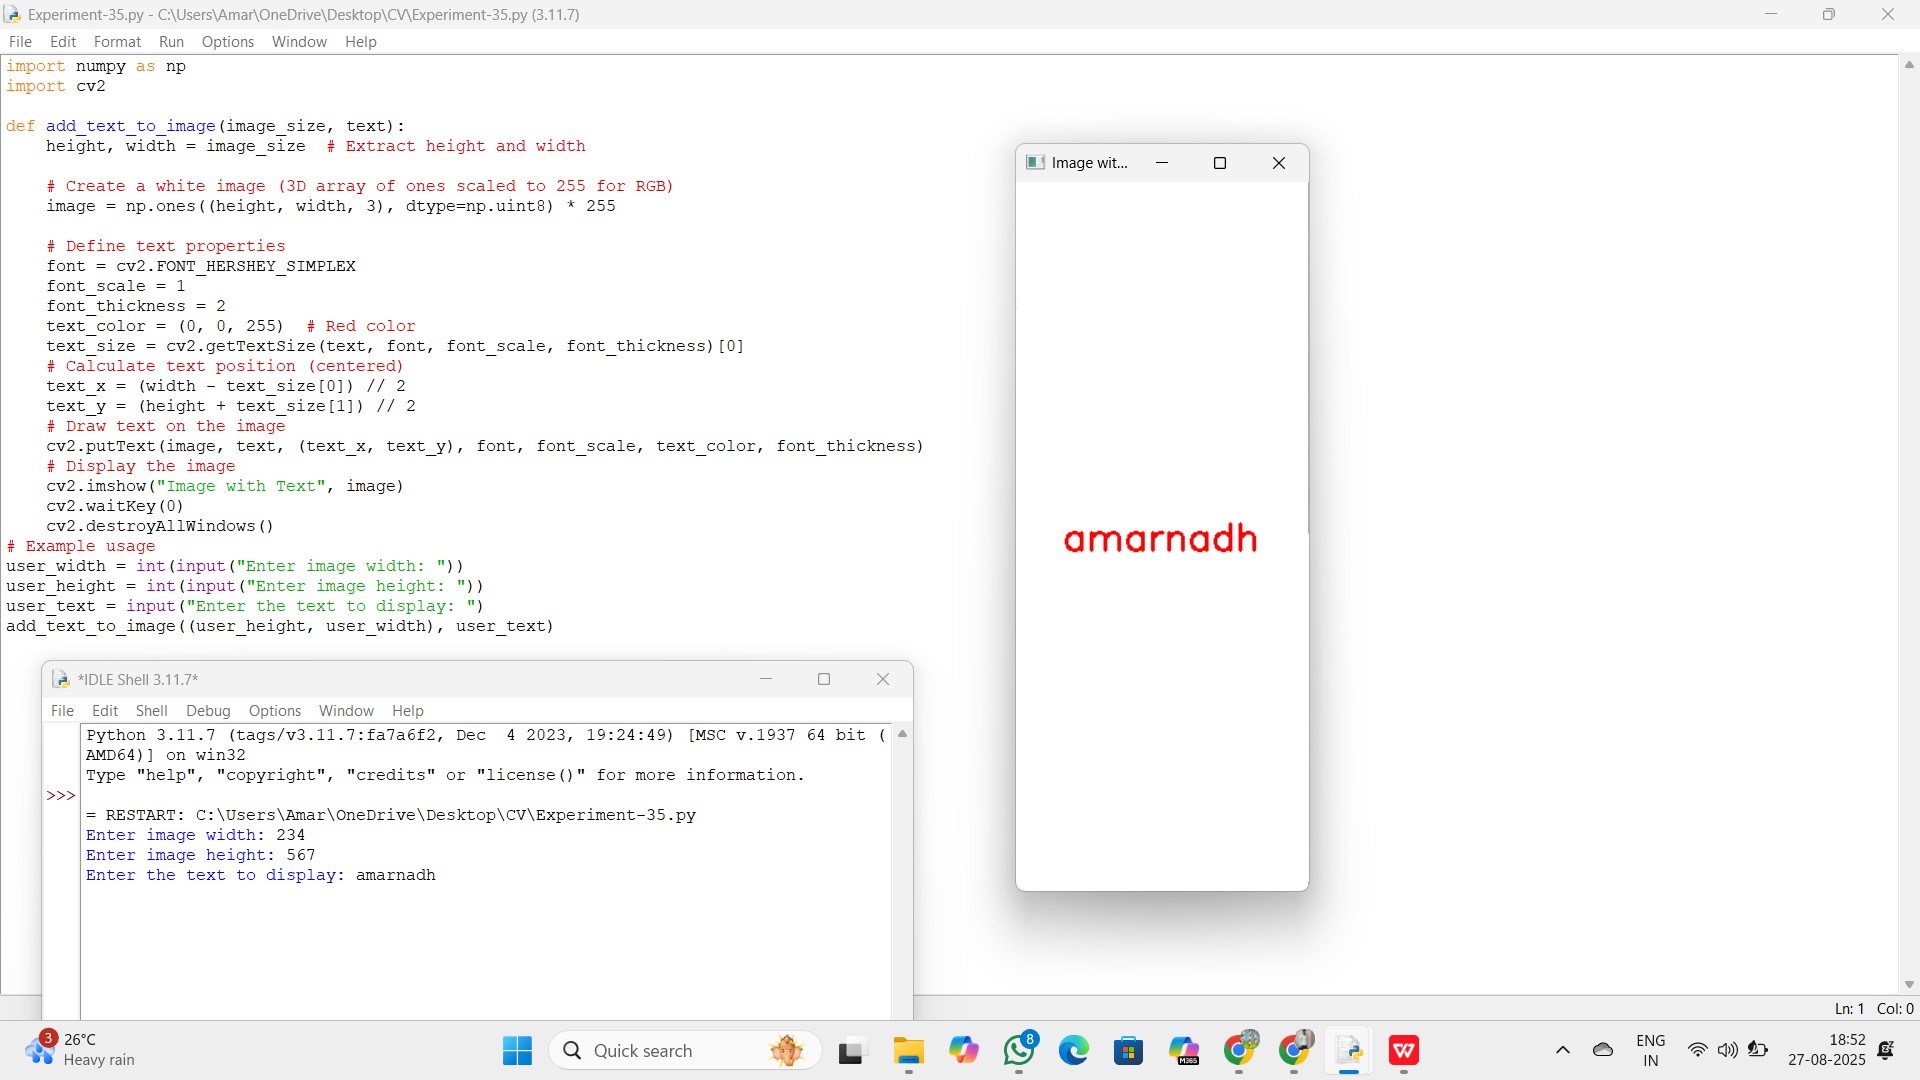 Experiment-35.py - C:\Users\Amar\OneDrive\Desktop\CV\Experiment-35.py (3.11.7)
File Edit Format Run Options Window Help
import numpy as np
import cv2
def add_text_to_image(image_size, text):
    height, width = image_size  # Extract height and width
    # Create a white image (3D array of ones scaled to 255 for RGB)
    image = np.ones((height, width, 3), dtype=np.uint8) * 255
    # Define text properties
    font = cv2.FONT_HERSHEY_SIMPLEX
    font_scale = 1
    font_thickness = 2
    text_color = (0, 0, 255)  # Red color
    text_size = cv2.getTextSize(text, font, font_scale, font_thickness)[0]
    # Calculate text position (centered)
    text_x = (width - text_size[0]) // 2
    text_y = (height + text_size[1]) // 2
    # Draw text on the image
    cv2.putText(image, text, (text_x, text_y), font, font_scale, text_color, font_thickness)
    # Display the image
    cv2.imshow("Image with Text", image)
    cv2.waitKey(0)
    cv2.destroyAllWindows()
# Example usage
user_width = int(input("Enter image width: "))
user_height = int(input("Enter image height: "))
user_text = input("Enter the text to display: ")
add_text_to_image((user_height, user_width), user_text)
Image wit...
amarnadh
*IDLE Shell 3.11.7*
File Edit Shell Debug Options Window Help
Python 3.11.7 (tags/v3.11.7:fa7a6f2, Dec  4 2023, 19:24:49) [MSC v.1937 64 bit (
AMD64)] on win32
Type "help", "copyright", "credits" or "license()" for more information.
>>>
= RESTART: C:\Users\Amar\OneDrive\Desktop\CV\Experiment-35.py
Enter image width: 234
Enter image height: 567
Enter the text to display: amarnadh
Ln: 1 Col: 0
3
26°C
Heavy rain
Quick search
8
M365
ENG
IN
18:52
27-08-2025